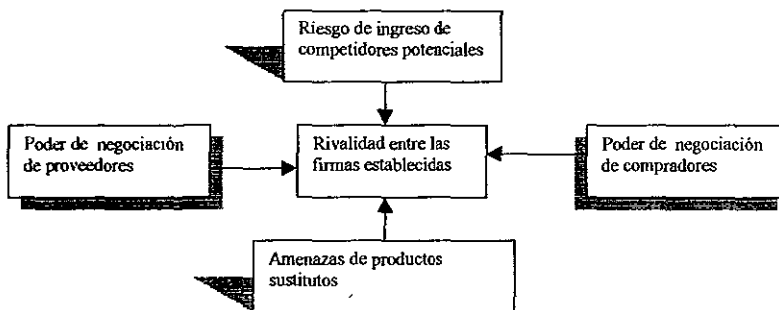 Riesgo de ingreso de
competidores potenciales
Poder de negociación
de proveedores
Rivalidad entre las
firmas establecidas
Poder de negociación
de compradores
Amenazas de productos
sustitutos